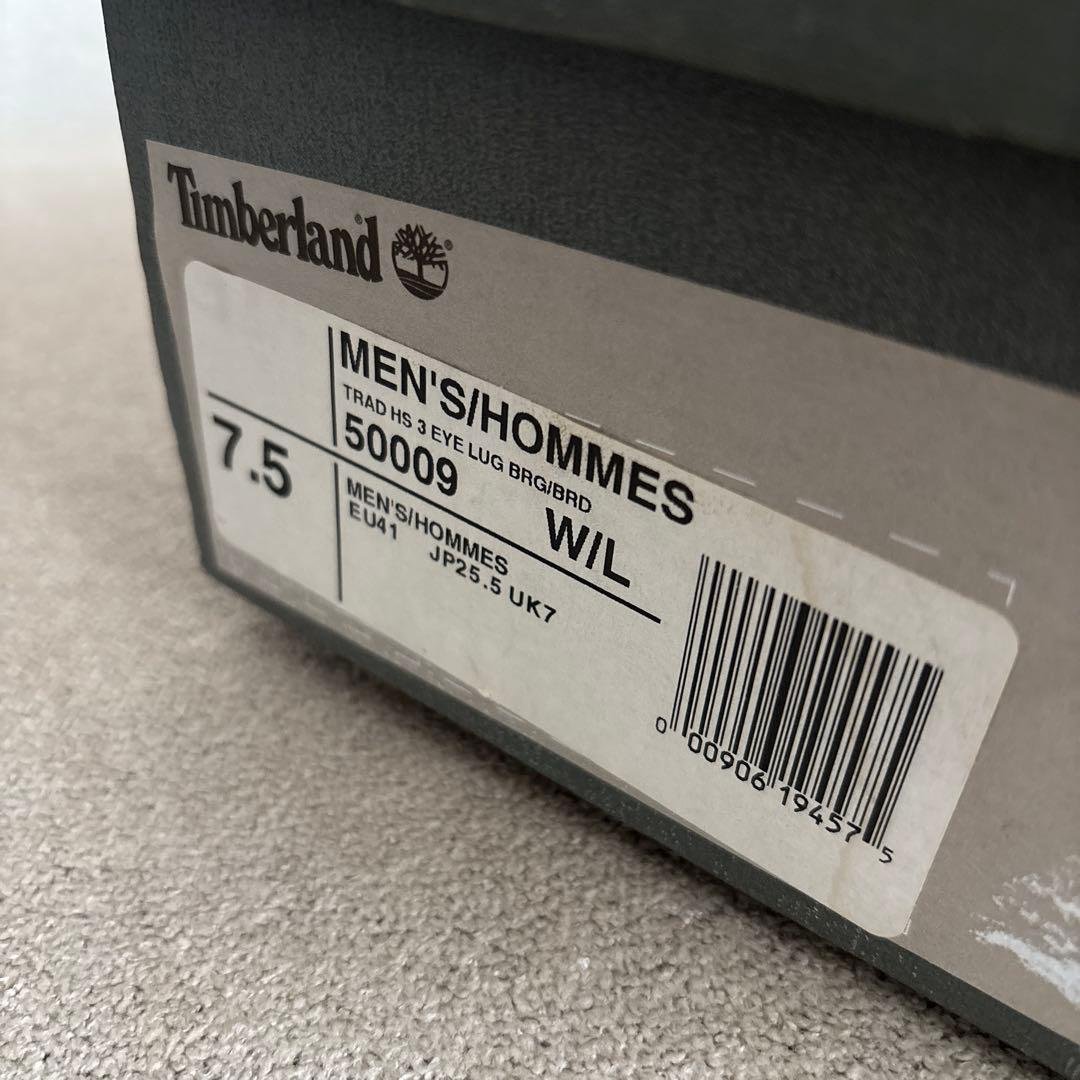 Timberland®
®
MEN'S/HOMMES
TRAD HS 3 EYE LUG BRG/BRD
50009 W/L
7.5
MEN'S/HOMMES
EU41 JP25.5 UK7
0 00906 19457 5